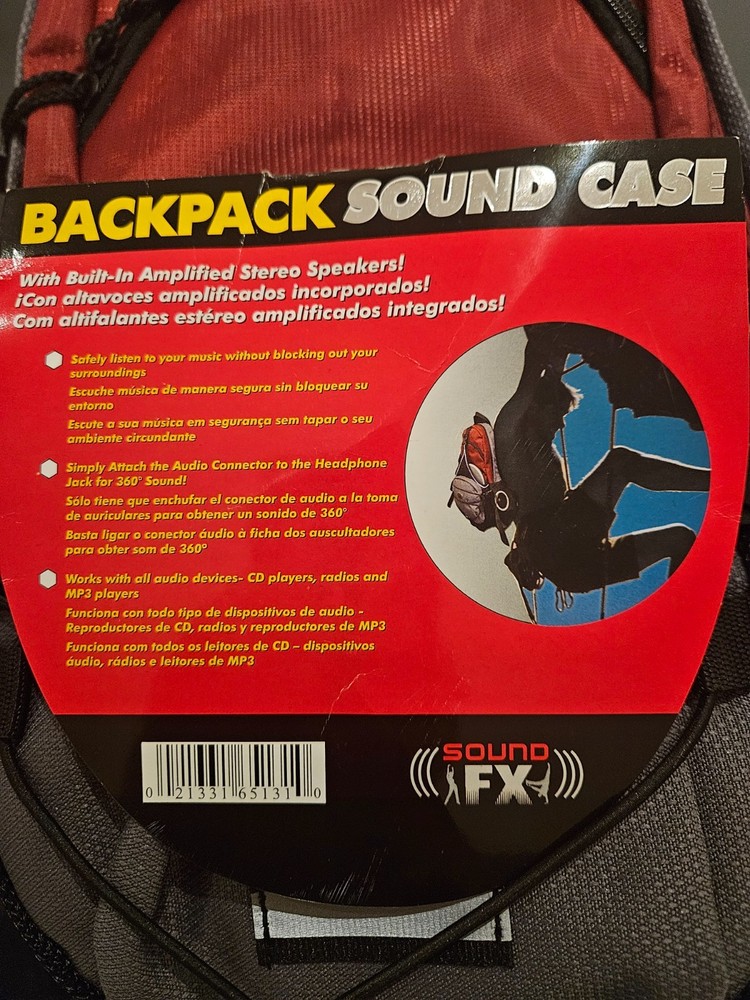 BACKPACK SOUND CASE
With Built-In Amplified Stereo Speakers!
¡Con altavoces amplificados incorporados!
Com altifalantes estéreo amplificados integrados!
Safely listen to your music without blocking out your
surroundings
Escuche música de manera segura sin bloquear su
entorno
Escute a sua música em segurança sem tapar o seu
ambiente circundante
Simply Attach the Audio Connector to the Headphone
Jack for 360° Sound!
Sólo tiene que enchufar el conector de audio a la toma
de auriculares para obtener un sonido de 360°
Basta ligar o conector áudio à ficha dos auscultadores
para obter som de 360°
Works with all audio devices- CD players, radios and
MP3 players
Funciona con todo tipo de dispositivos de audio -
Reproductores de CD, radios y reproductores de MP3
Funciona com todos os leitores de CD – dispositivos
áudio, rádios e leitores de MP3
0 21331 65131 0
SOUND
FX